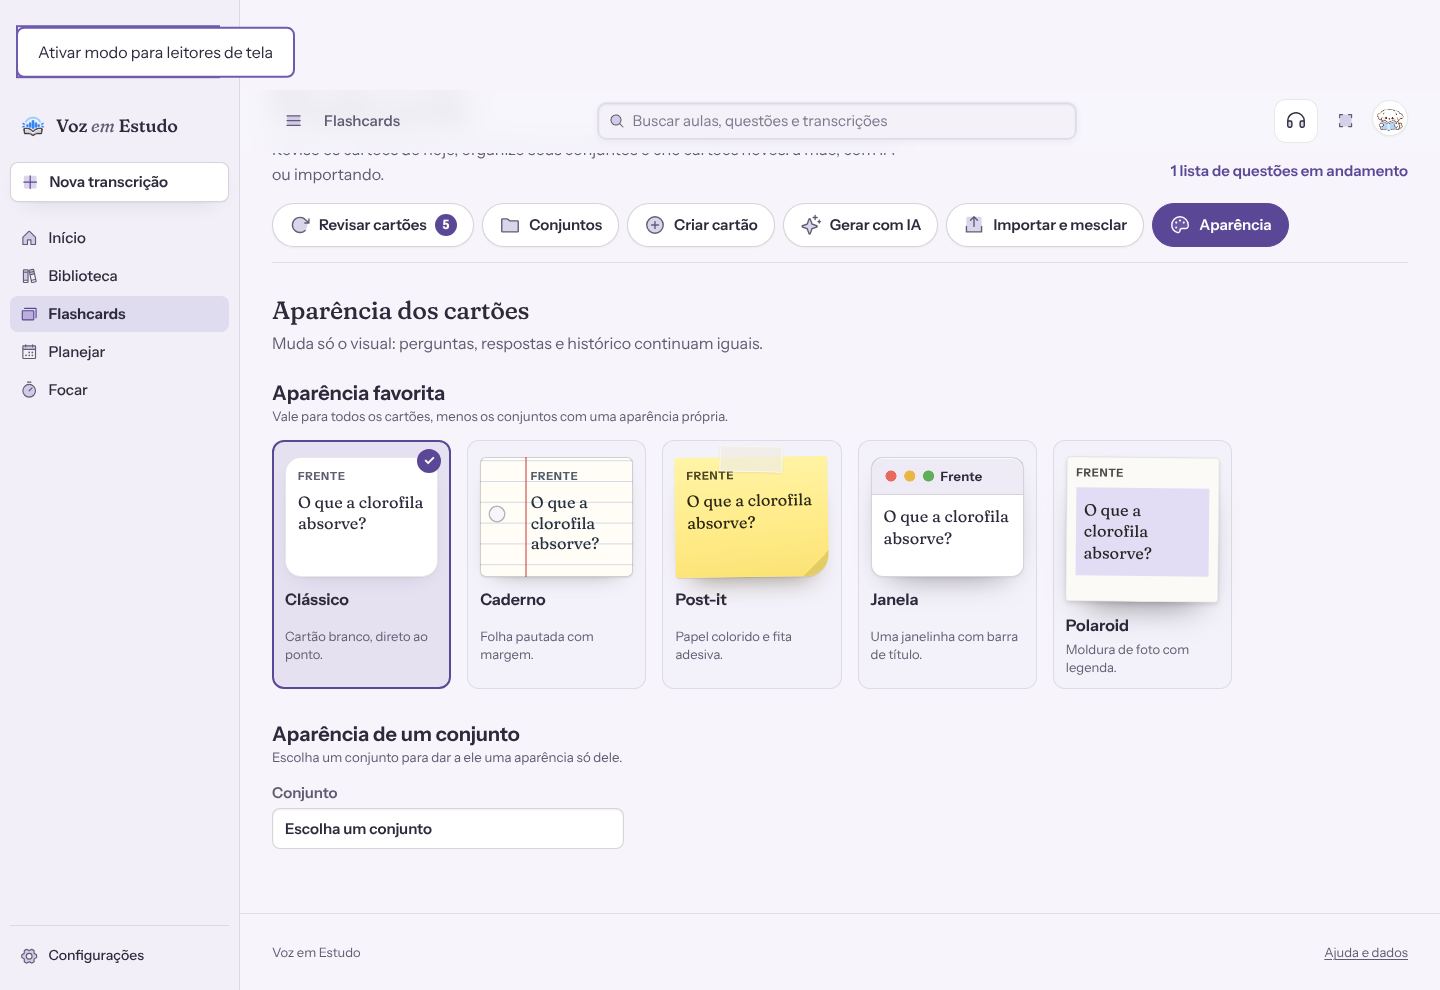 Ativar modo para leitores de tela
Voz em Estudo
Flashcards
Buscar aulas, questões e transcrições
Nova transcrição
Início
Biblioteca
Flashcards
Planejar
Focar
Configurações
ou importando.
1 lista de questões em andamento
Revisar cartões 5
Conjuntos
Criar cartão
Gerar com IA
Importar e mesclar
Aparência
Aparência dos cartões
Muda só o visual: perguntas, respostas e histórico continuam iguais.
Aparência favorita
Vale para todos os cartões, menos os conjuntos com uma aparência própria.
FRENTE
O que a clorofila
absorve?
Clássico
Cartão branco, direto ao
ponto.
FRENTE
O que a
clorofila
absorve?
Caderno
Folha pautada com
margem.
FRENTE
O que a clorofila
absorve?
Post-it
Papel colorido e fita
adesiva.
Frente
O que a clorofila
absorve?
Janela
Uma janelinha com barra
de título.
FRENTE
O que a
clorofila
absorve?
Polaroid
Moldura de foto com
legenda.
Aparência de um conjunto
Escolha um conjunto para dar a ele uma aparência só dele.
Conjunto
Escolha um conjunto
Voz em Estudo
Ajuda e dados